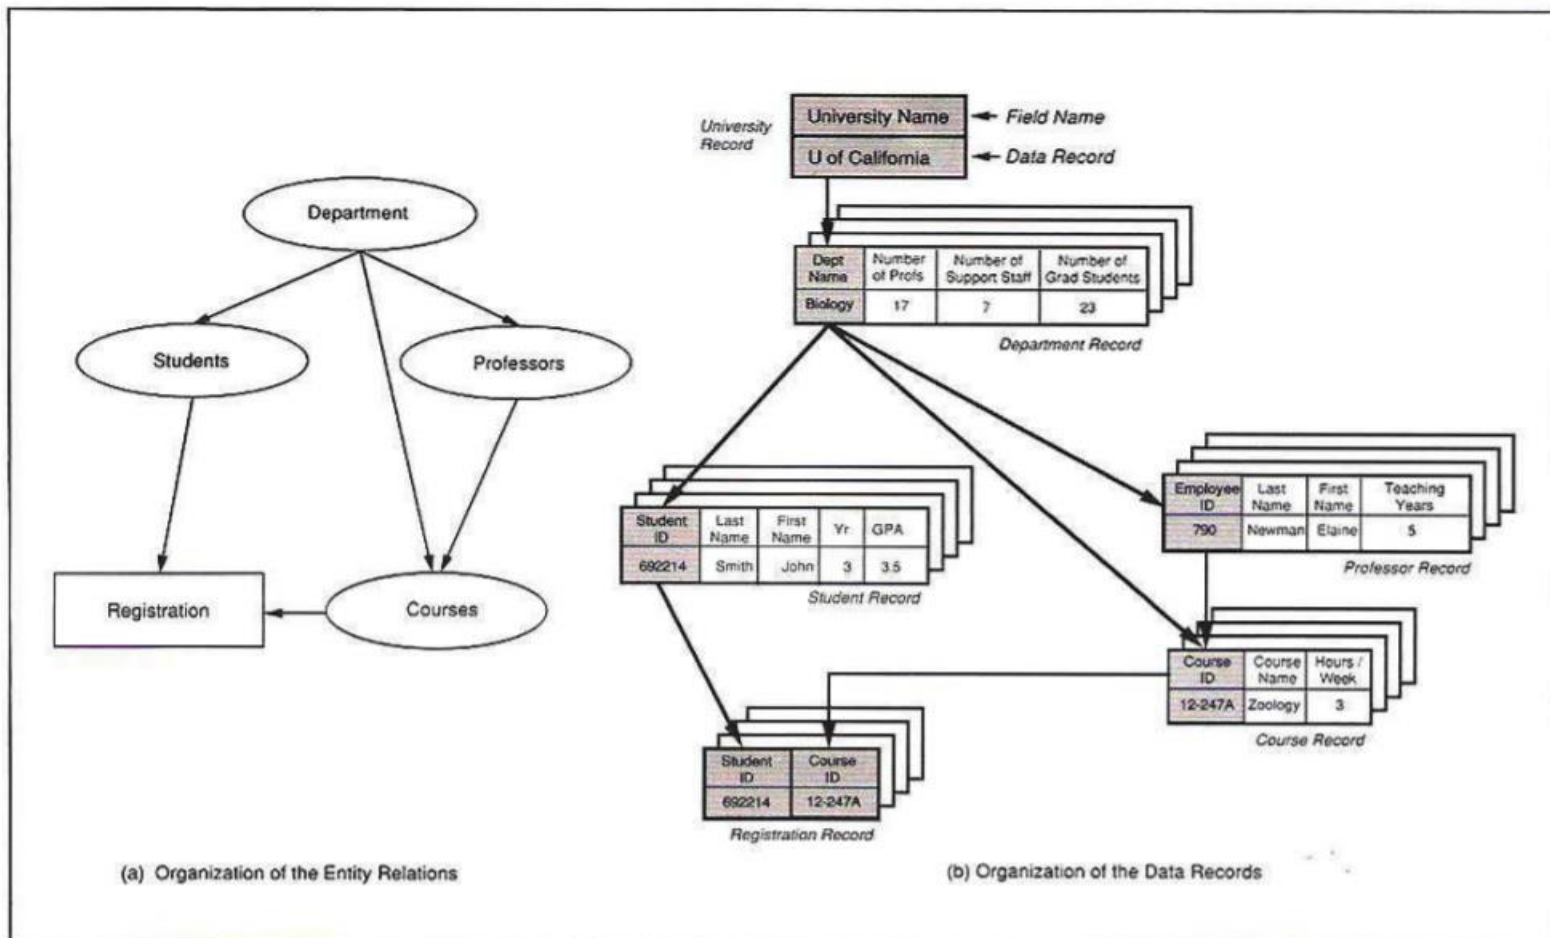 Department
Students
Professors
Registration
Courses
(a) Organization of the Entity Relations
University
Record
University Name
Field Name
U of California
Data Record
Dept
Name
Number
of Profs
Number of
Support Staff
Number of
Grad Students
Biology
17
7
23
Department Record
Student
ID
Last
Name
First
Name
Yr
GPA
692214
Smith
John
3
3.5
Student Record
Employee
ID
Last
Name
First
Name
Teaching
Years
790
Newman
Elaine
5
Professor Record
Course
ID
Course
Name
Hours /
Week
12-247A
Zoology
3
Course Record
Student
ID
Course
ID
692214
12-247A
Registration Record
(b) Organization of the Data Records